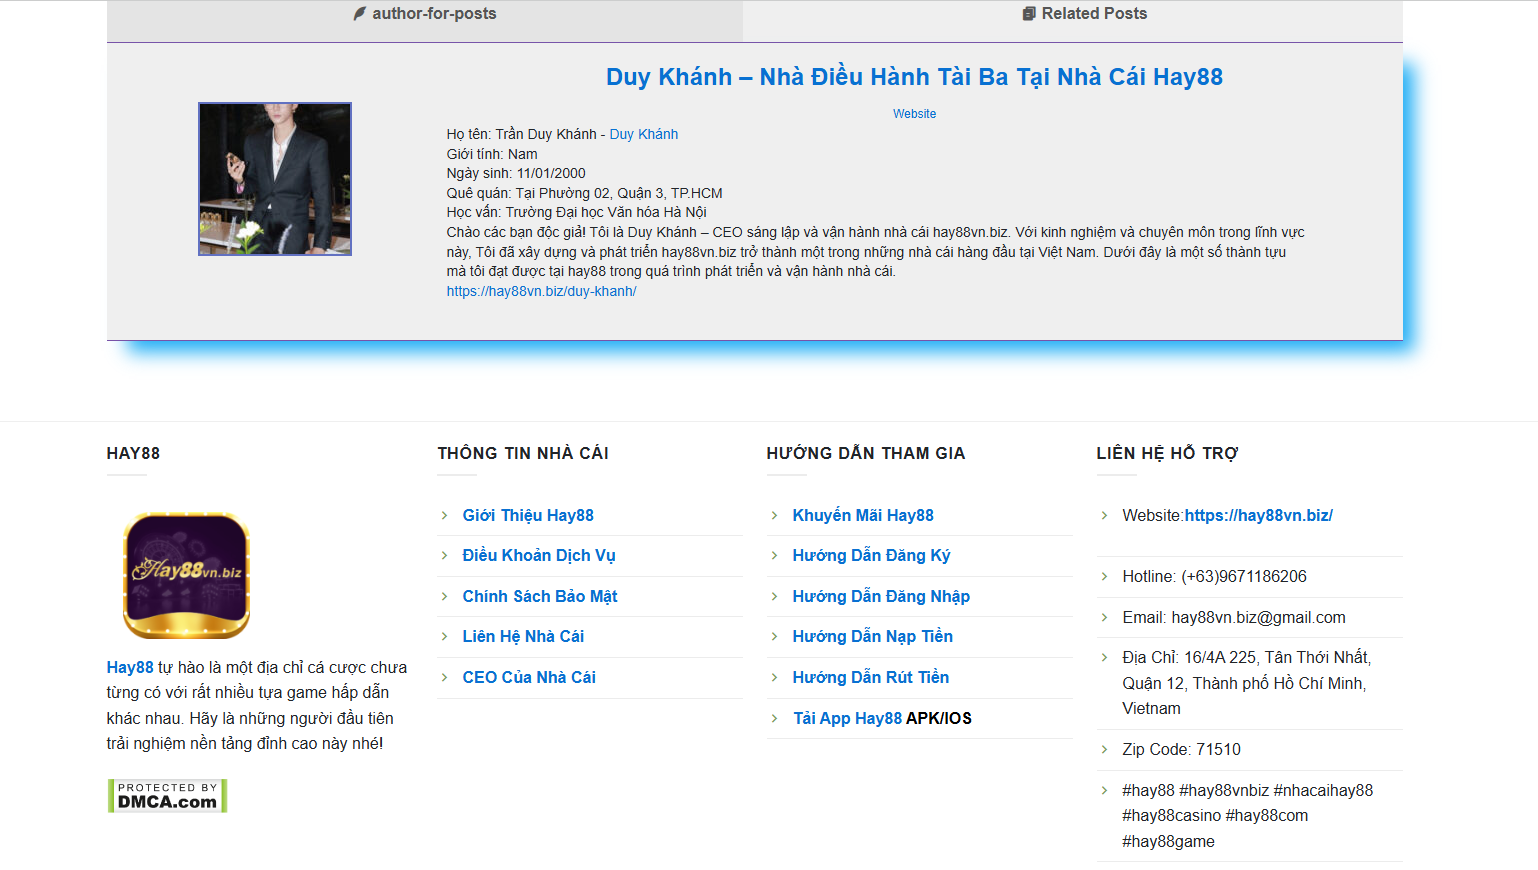 author-for-posts
Related Posts
Duy Khánh – Nhà Điều Hành Tài Ba Tại Nhà Cái Hay88
Website
Họ tên: Trần Duy Khánh - Duy Khánh
Giới tính: Nam
Ngày sinh: 11/01/2000
Quê quán: Tại Phường 02, Quận 3, TP.HCM
Học vấn: Trường Đại học Văn hóa Hà Nội
Chào các bạn độc giả! Tôi là Duy Khánh – CEO sáng lập và vận hành nhà cái hay88vn.biz. Với kinh nghiệm và chuyên môn trong lĩnh vực
này, Tôi đã xây dựng và phát triển hay88vn.biz trở thành một trong những nhà cái hàng đầu tại Việt Nam. Dưới đây là một số thành tựu
mà tôi đạt được tại hay88 trong quá trình phát triển và vận hành nhà cái.
https://hay88vn.biz/duy-khanh/
HAY88
Hay88vn.biz
Hay88 tự hào là một địa chỉ cá cược chưa
từng có với rất nhiều tựa game hấp dẫn
khác nhau. Hãy là những người đầu tiên
trải nghiệm nền tảng đỉnh cao này nhé!
PROTECTED BY
DMCA.com
THÔNG TIN NHÀ CÁI
Giới Thiệu Hay88
Điều Khoản Dịch Vụ
Chính Sách Bảo Mật
Liên Hệ Nhà Cái
CEO Của Nhà Cái
HƯỚNG DẪN THAM GIA
Khuyến Mãi Hay88
Hướng Dẫn Đăng Ký
Hướng Dẫn Đăng Nhập
Hướng Dẫn Nạp Tiền
Hướng Dẫn Rút Tiền
Tải App Hay88 APK/IOS
LIÊN HỆ HỖ TRỢ
Website:https://hay88vn.biz/
Hotline: (+63)9671186206
Email: hay88vn.biz@gmail.com
Địa Chỉ: 16/4A 225, Tân Thới Nhất,
Quận 12, Thành phố Hồ Chí Minh,
Vietnam
Zip Code: 71510
#hay88 #hay88vnbiz #nhacaihay88
#hay88casino #hay88com
#hay88game